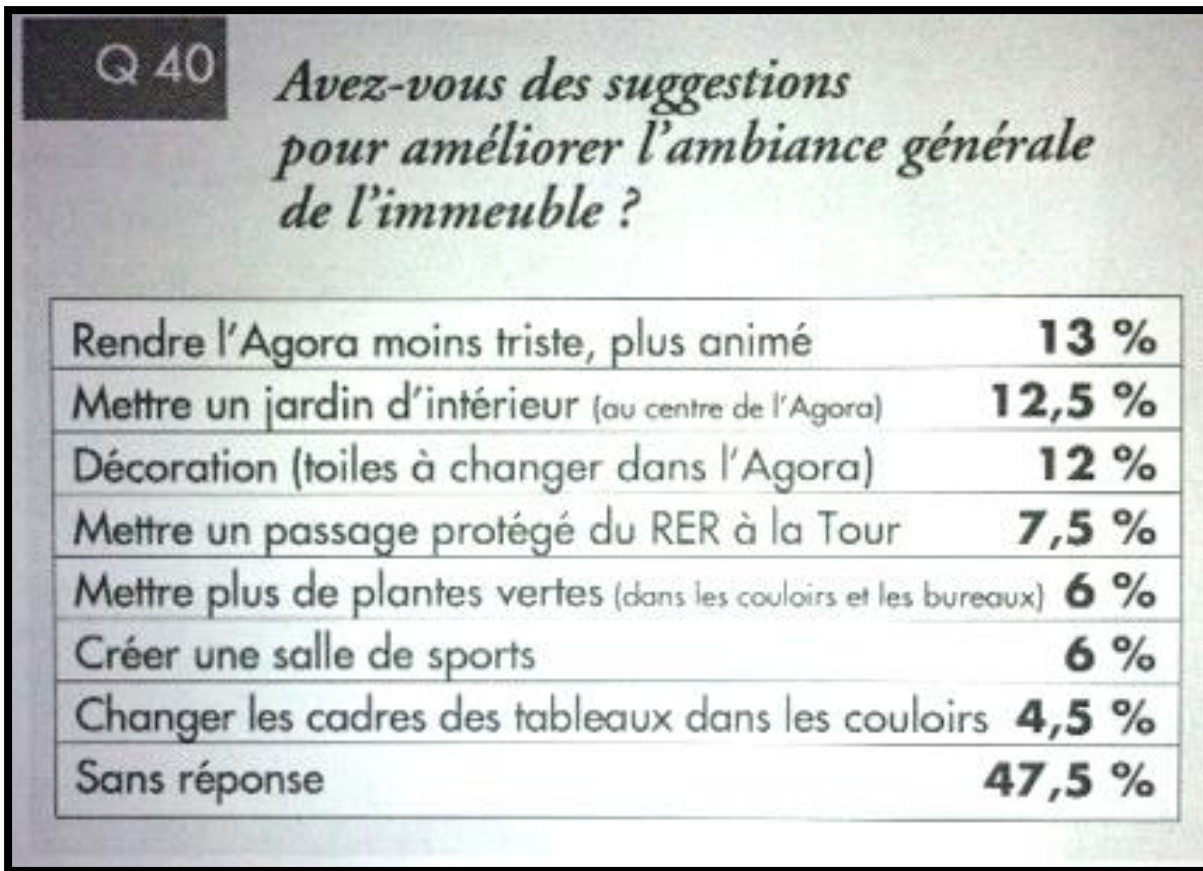 Q 40
Avez-vous des suggestions
pour améliorer l'ambiance générale
de l'immeuble ?
Rendre l'Agora moins triste, plus animé 13 %
Mettre un jardin d'intérieur (au centre de l'Agora) 12,5 %
Décoration (toiles à changer dans l'Agora) 12 %
Mettre un passage protégé du RER à la Tour 7,5 %
Mettre plus de plantes vertes (dans les couloirs et les bureaux) 6 %
Créer une salle de sports 6 %
Changer les cadres des tableaux dans les couloirs 4,5 %
Sans réponse 47,5 %